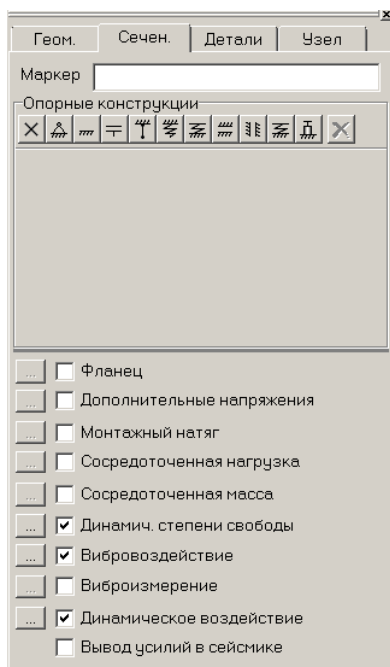 Геом. Сечен. Детали Узел
Маркер
Опорные конструкции
... Фланец
... Дополнительные напряжения
... Монтажный натяг
... Сосредоточенная нагрузка
... Сосредоточенная масса
... Динамич. степени свободы
... Вибровоздействие
... Виброизмерение
... Динамическое воздействие
Вывод усилий в сейсмике